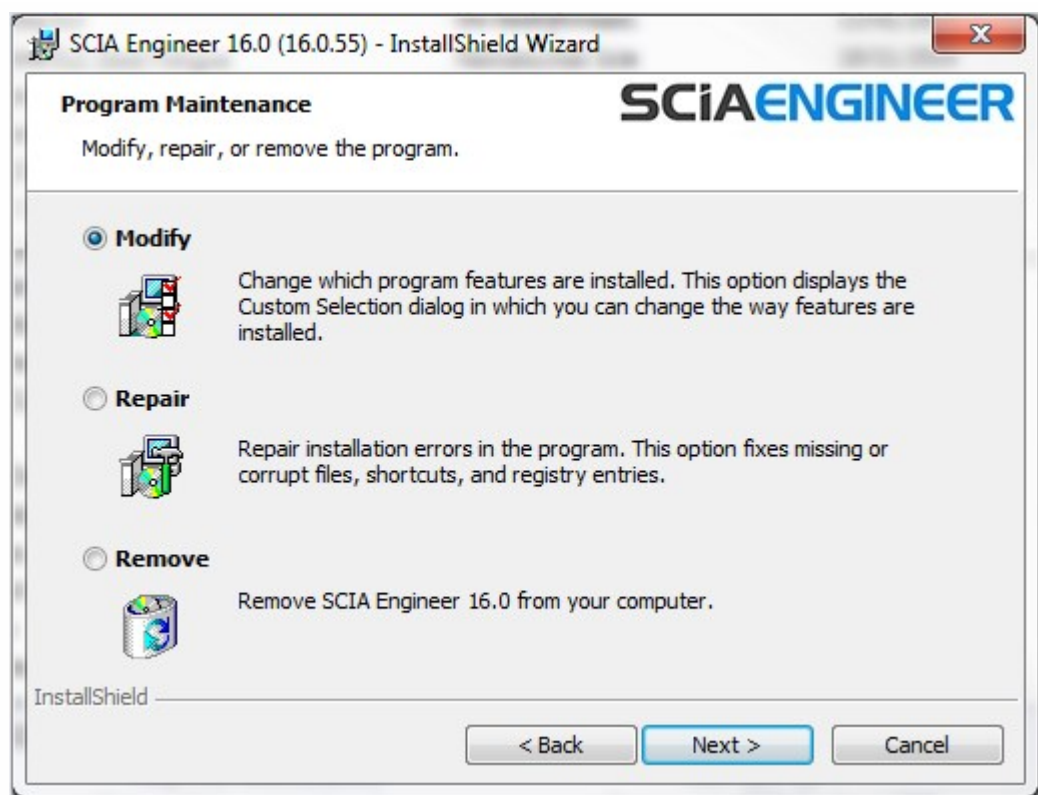 SCIA Engineer 16.0 (16.0.55) - InstallShield Wizard
Program Maintenance
SCiAENGINEER
Modify, repair, or remove the program.
Modify
Change which program features are installed. This option displays the
Custom Selection dialog in which you can change the way features are
installed.
Repair
Repair installation errors in the program. This option fixes missing or
corrupt files, shortcuts, and registry entries.
Remove
Remove SCIA Engineer 16.0 from your computer.
InstallShield
< Back
Next >
Cancel